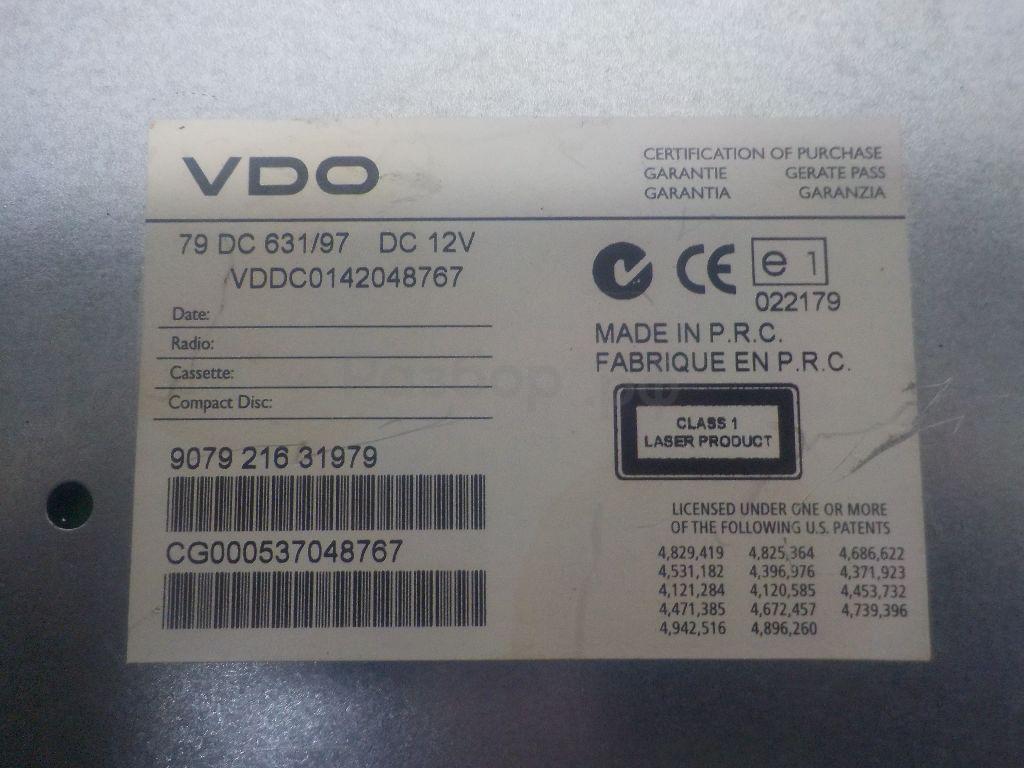 VDO
CERTIFICATION OF PURCHASE
GARANTIE GERATE PASS
GARANTIA GARANZIA
79 DC 631/97 DC 12V
VDDC0142048767
Date:
Radio:
Cassette:
Compact Disc:
9079 216 31979
CG000537048767
CE e 1
022179
MADE IN P.R.C.
FABRIQUE EN P.R.C.
CLASS 1
LASER PRODUCT
LICENSED UNDER ONE OR MORE
OF THE FOLLOWING U.S. PATENTS
4,829,419 4,825,364 4,686,622
4,531,182 4,396,976 4,371,923
4,121,284 4,120,585 4,453,732
4,471,385 4,672,457 4,739,396
4,942,516 4,896,260